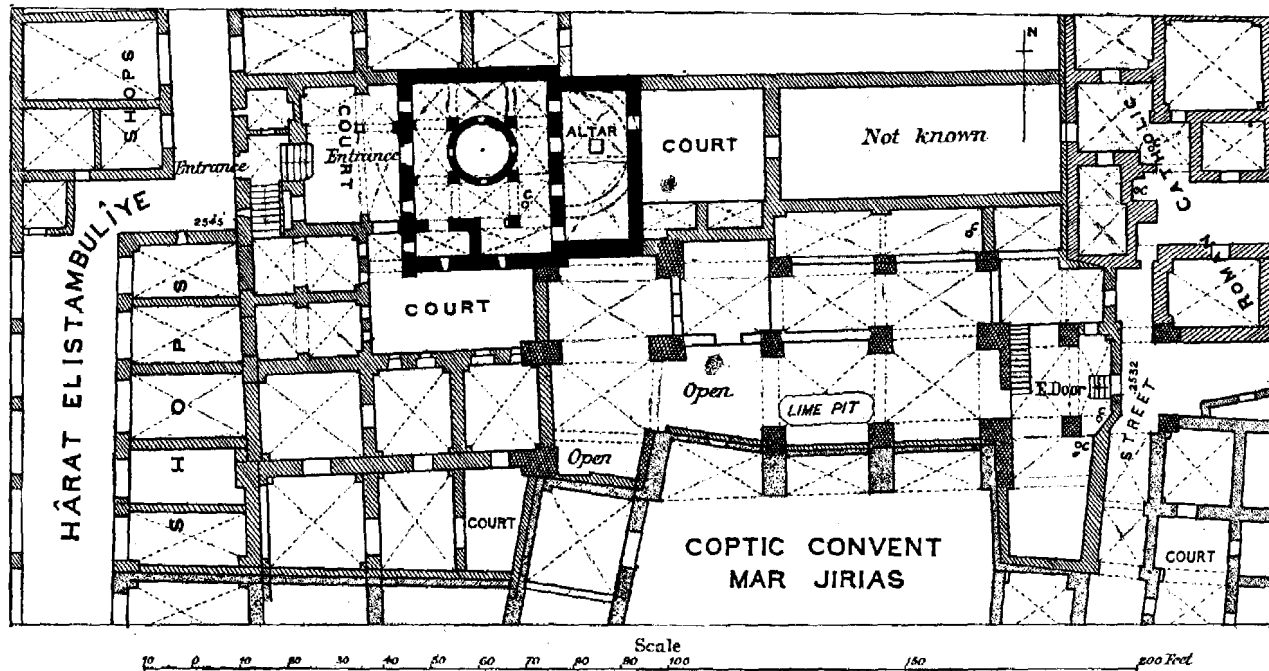 SHOPS
HÂRAT ELISTAMBULÎYE
Entrance
2545
SHOPS
COURT
Entrance
ALTAR
COURT
Not known
N
ROMAN CATHOLIC
COURT
Open
LIME PIT
E. Door
2532
STREET
Open
COURT
COPTIC CONVENT
MAR JIRIAS
COURT
Scale
10 0 10 20 30 40 50 60 70 80 90 100 150 200 Feet